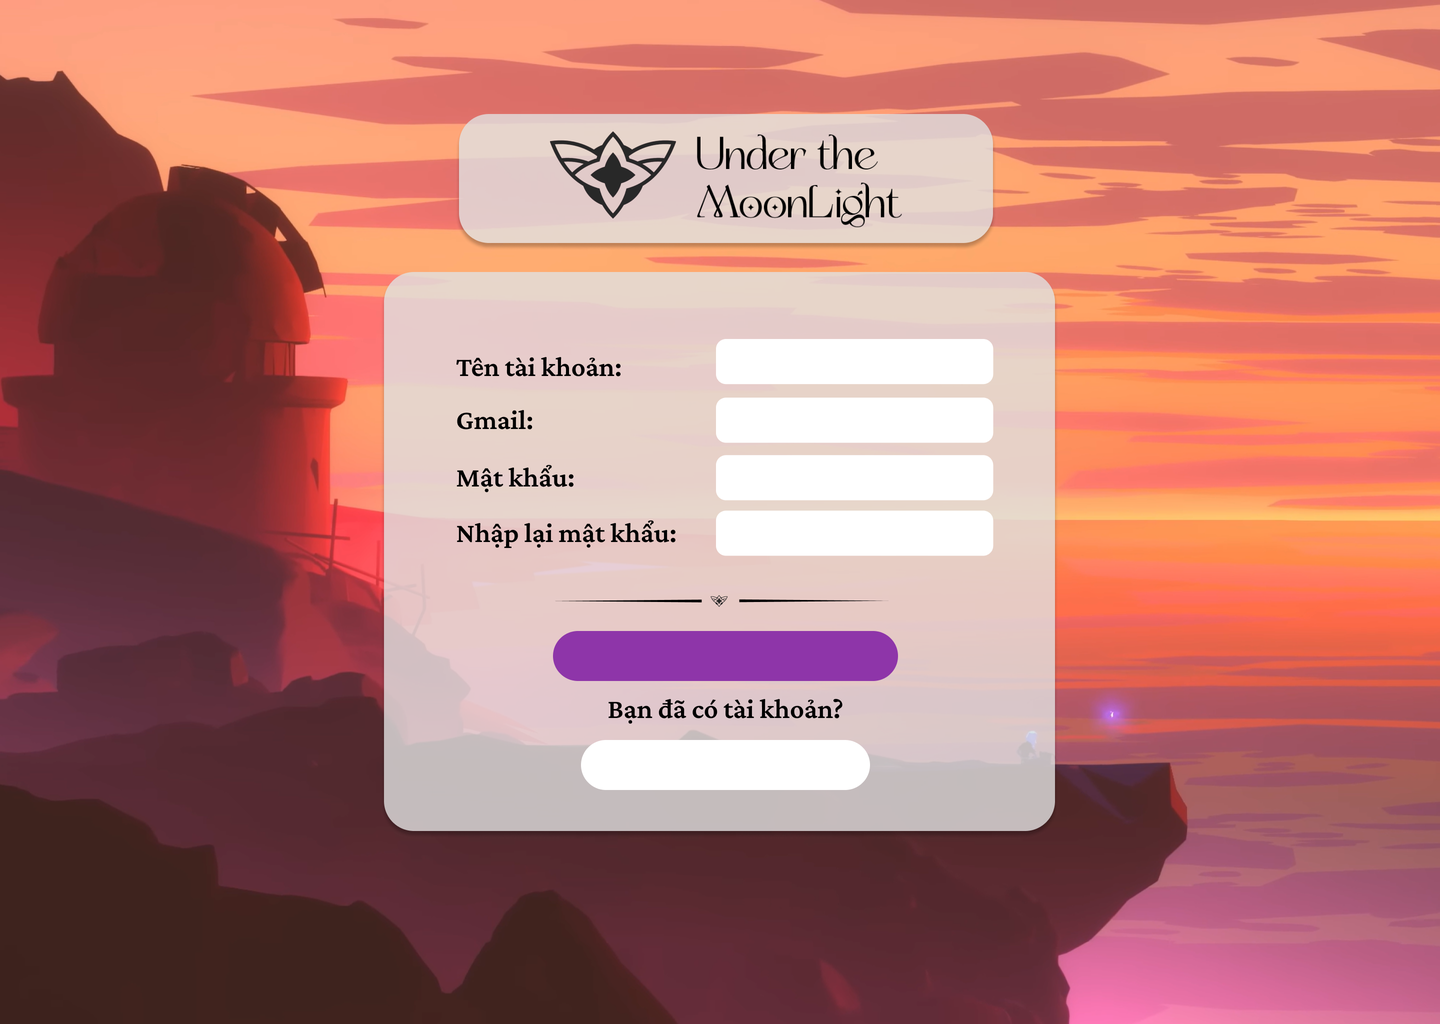 Under the
MoonLight
Tên tài khoản:
Gmail:
Mật khẩu:
Nhập lại mật khẩu:
Bạn đã có tài khoản?